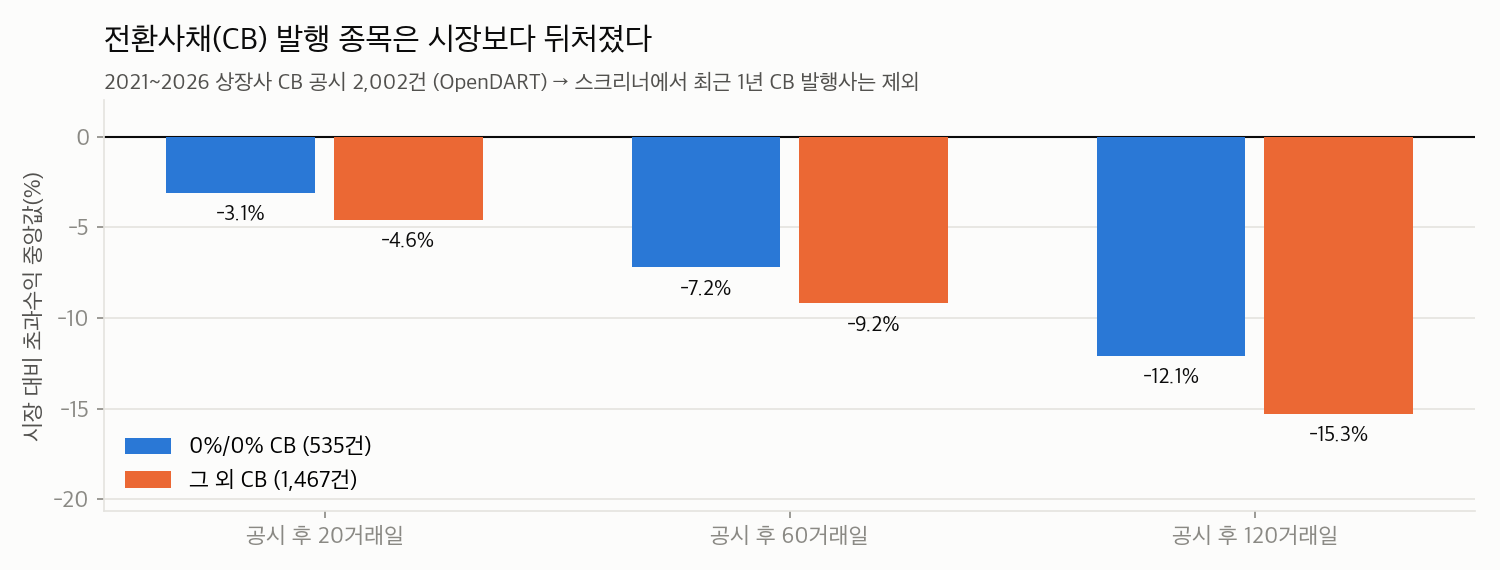 전환사채(CB) 발행 종목은 시장보다 뒤처졌다
2021~2026 상장사 CB 공시 2,002건 (OpenDART) → 스크리너에서 최근 1년 CB 발행사는 제외
시장 대비 초과수익 중앙값(%)
0
-5
-10
-15
-20
-3.1%
-4.6%
-7.2%
-9.2%
-12.1%
-15.3%
0%/0% CB (535건)
그 외 CB (1,467건)
공시 후 20거래일
공시 후 60거래일
공시 후 120거래일